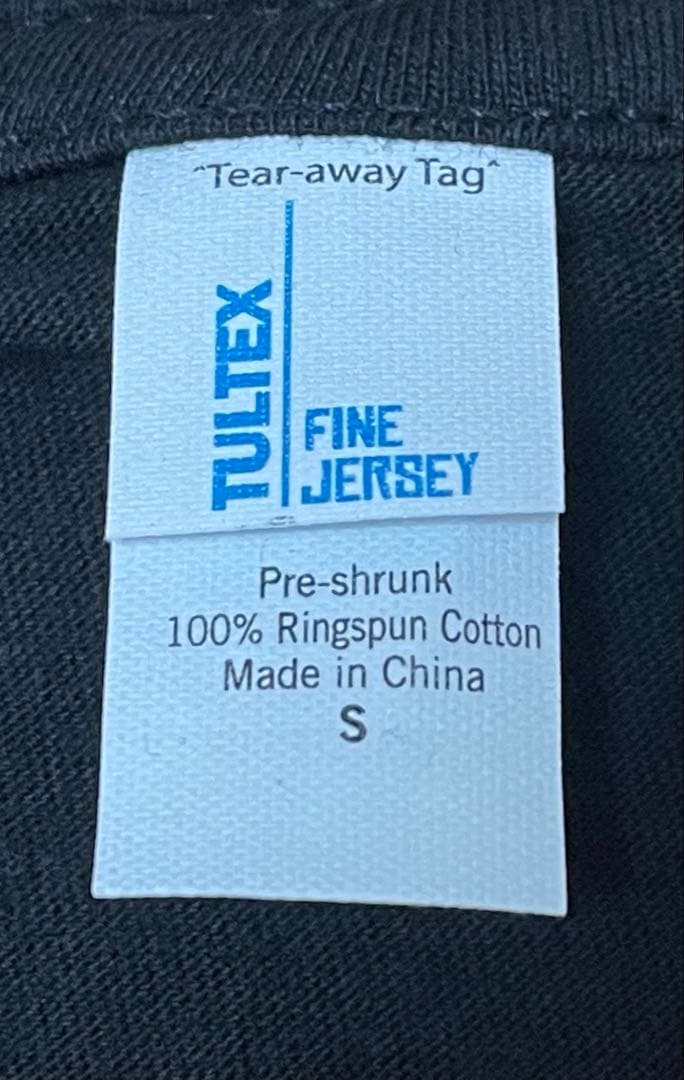 ^Tear-away Tag^
TULTEX
FINE
JERSEY
Pre-shrunk
100% Ringspun Cotton
Made in China
S